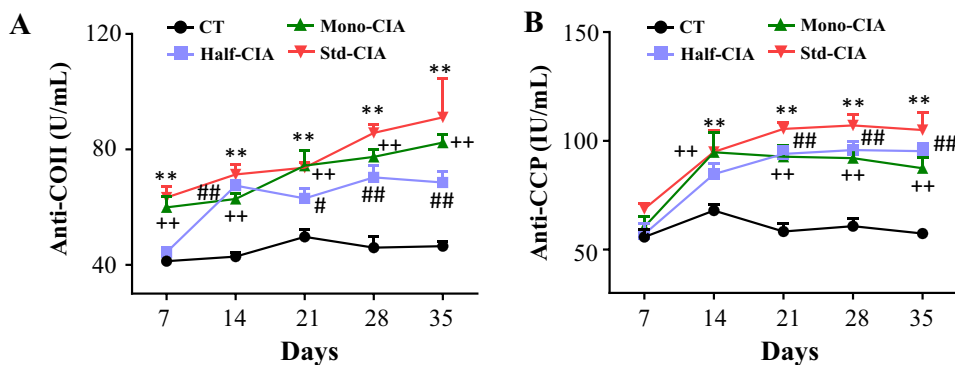 A
CT
Mono-CIA
Half-CIA
Std-CIA
Anti-COII (U/mL)
120
80
40
**
**
**
**
**
##
++
++
++
++
++
#
##
##
7
14
21
28
35
Days
B
CT
Mono-CIA
Half-CIA
Std-CIA
Anti-CCP (IU/mL)
150
100
50
**
**
**
**
++
##
##
##
++
++
++
7
14
21
28
35
Days